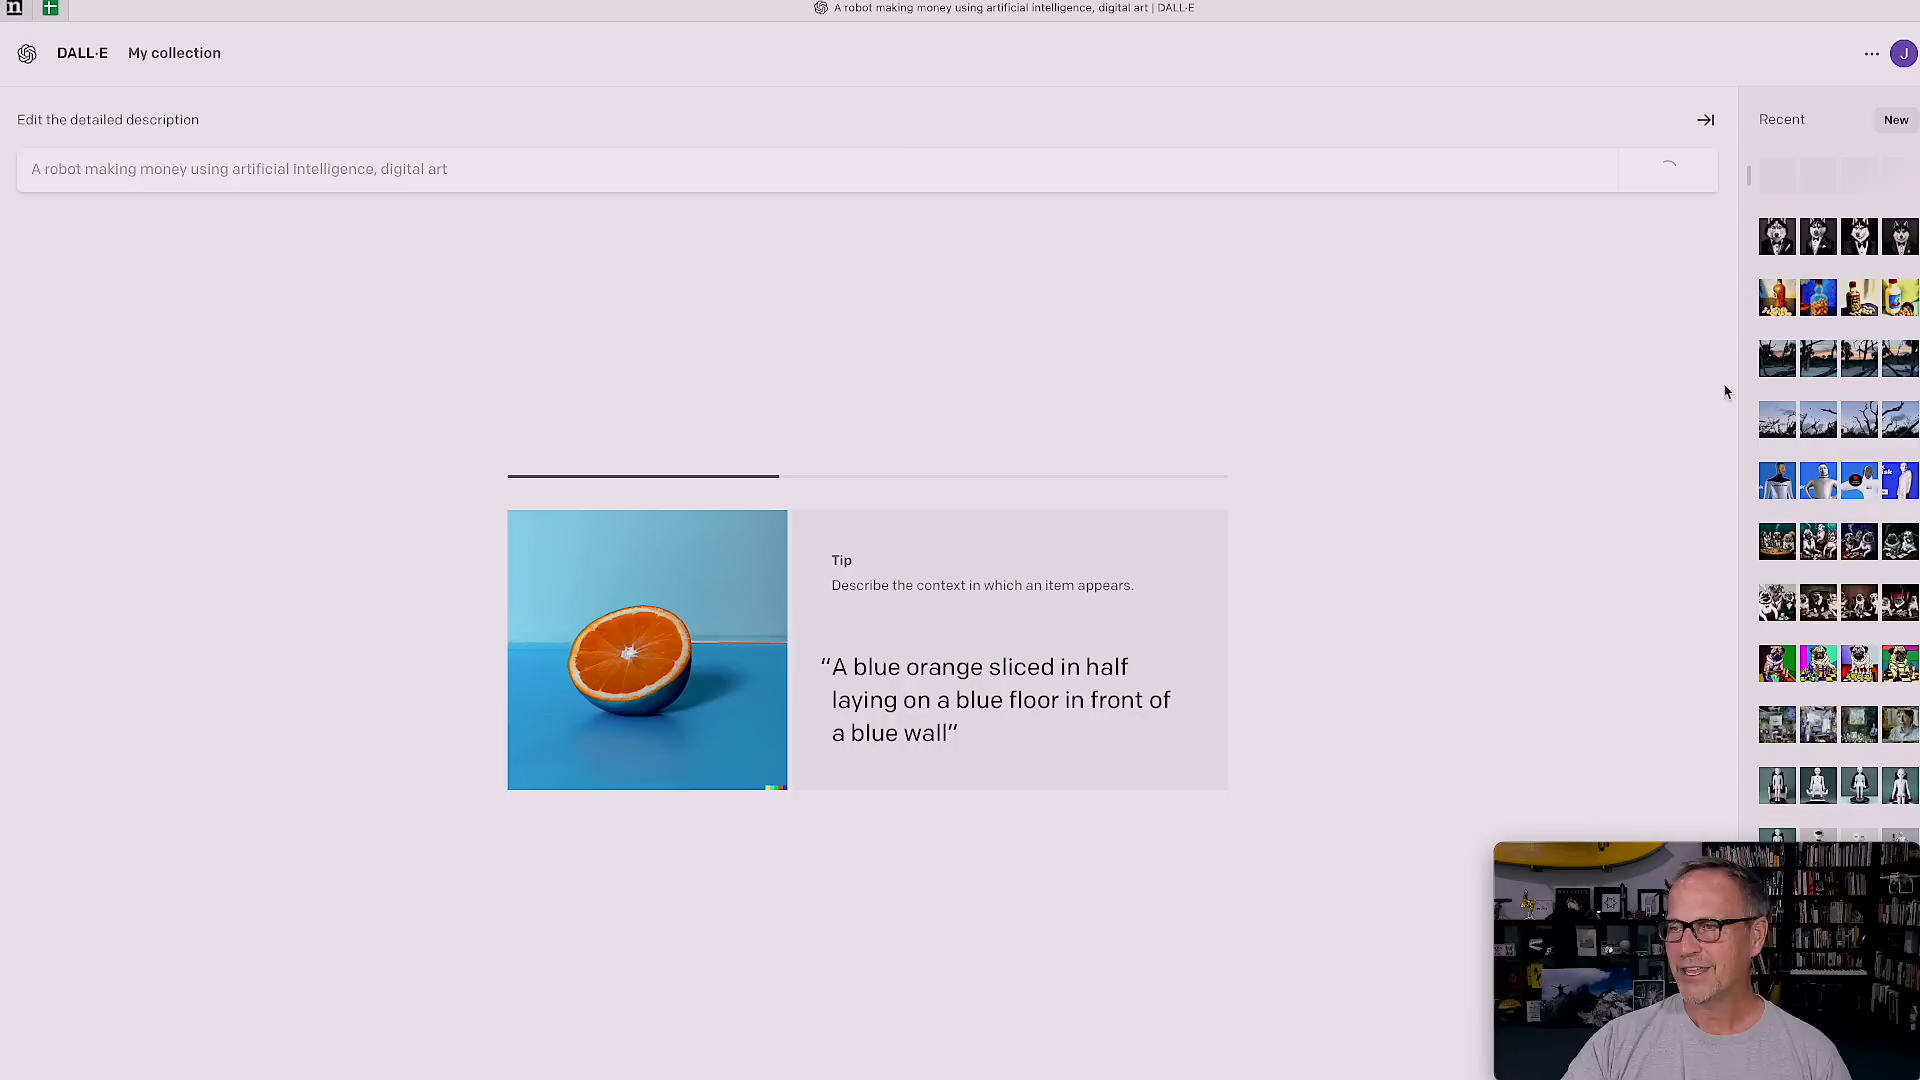 A robot making money using artificial intelligence, digital art | DALL·E
DALL·E
My collection
...
J
Edit the detailed description
Recent
New
A robot making money using artificial intelligence, digital art
Tip
Describe the context in which an item appears.
“A blue orange sliced in half
laying on a blue floor in front of
a blue wall”